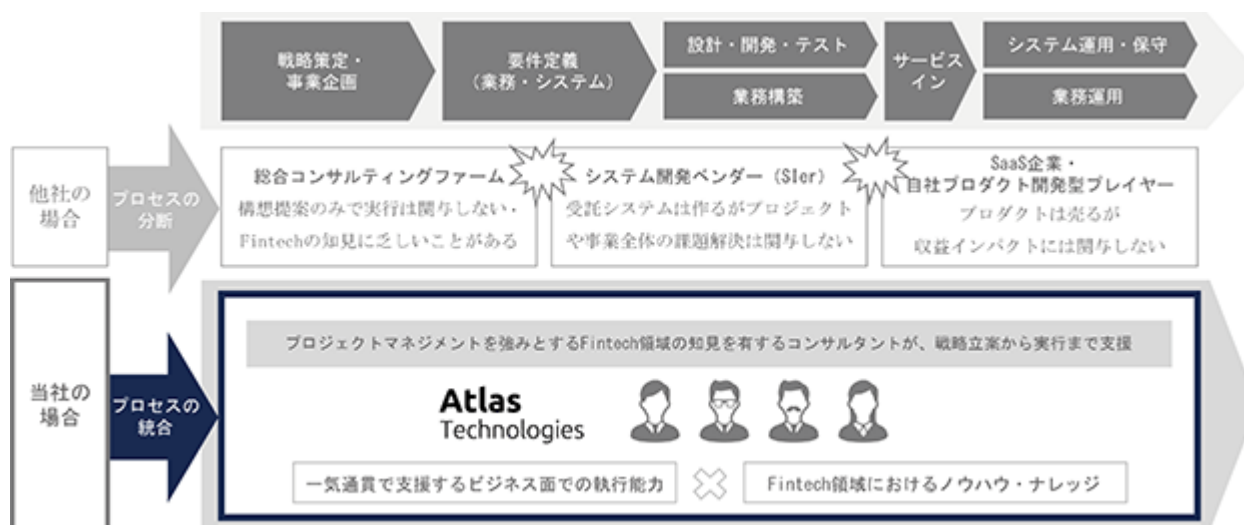 戦略策定・
事業企画
要件定義
（業務・システム）
設計・開発・テスト
業務構築
サービス
イン
システム運用・保守
業務運用
他社の
場合
プロセスの
分断
総合コンサルティングファーム
構想提案のみで実行は関与しない・
Fintechの知見に乏しいことがある
システム開発ベンダー（SIer）
受託システムは作るがプロジェクト
や事業全体の課題解決は関与しない
SaaS企業・
自社プロダクト開発型プレイヤー
プロダクトは売るが
収益インパクトには関与しない
当社の
場合
プロセスの
統合
プロジェクトマネジメントを強みとするFintech領域の知見を有するコンサルタントが、戦略立案から実行まで支援
Atlas
Technologies
一気通貫で支援するビジネス面での執行能力
Fintech領域におけるノウハウ・ナレッジ